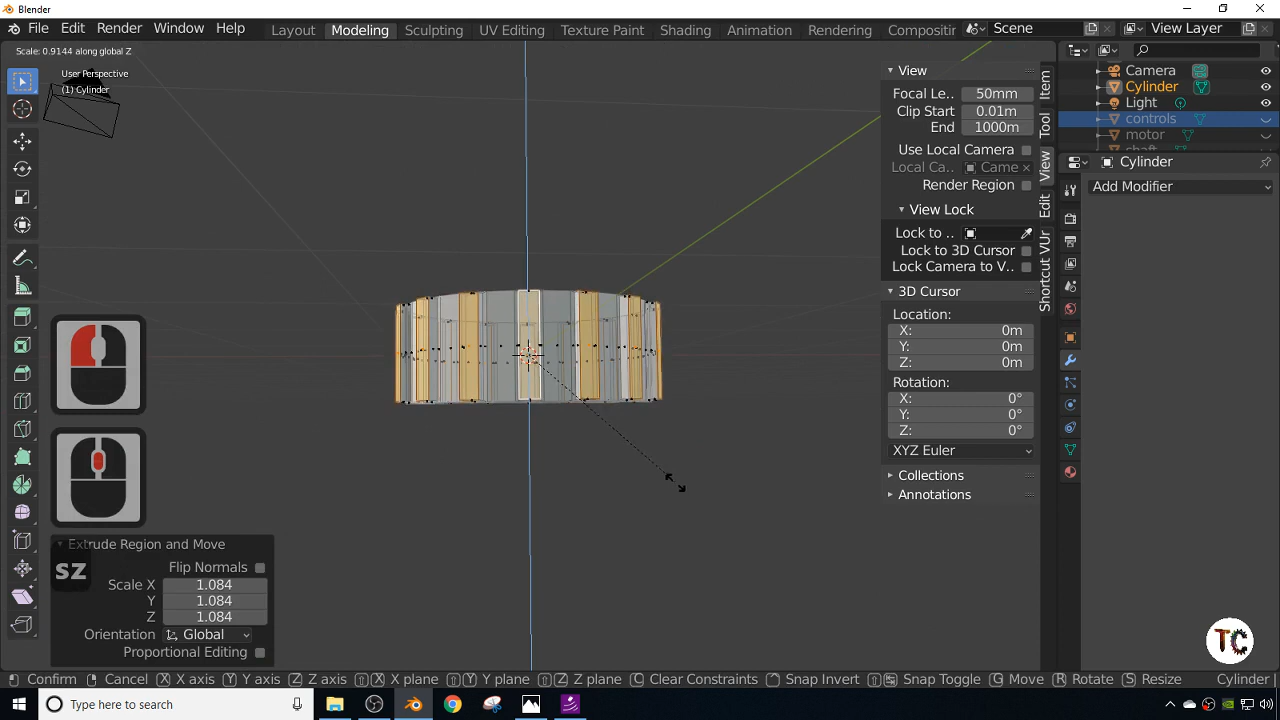 Blender
File Edit Render Window Help
Layout Modeling Sculpting UV Editing Texture Paint Shading Animation Rendering Compositin
Scene
View Layer
Scale: 0.9144 along global Z
User Perspective
(1) Cylinder
View
Focal Le.. 50mm
Clip Start 0.01m
End 1000m
Use Local Camera
Local Ca.. Came
Render Region
View Lock
Lock to ..
Lock to 3D Cursor
Lock Camera to V..
3D Cursor
Location:
X: 0m
Y: 0m
Z: 0m
Rotation:
X: 0°
Y: 0°
Z: 0°
XYZ Euler
Collections
Annotations
Item
Tool
View
Edit
Shortcut VUr
Camera
Cylinder
Light
controls
motor
shaft
Cylinder
Add Modifier
Extrude Region and Move
Flip Normals
Scale X 1.084
Y 1.084
Z 1.084
Orientation Global
Proportional Editing
sz
TC
Confirm Cancel X X axis Y Y axis Z Z axis X X plane Y Y plane Z Z plane C Clear Constraints Snap Invert Snap Toggle G Move R Rotate S Resize Cylinder
Type here to search